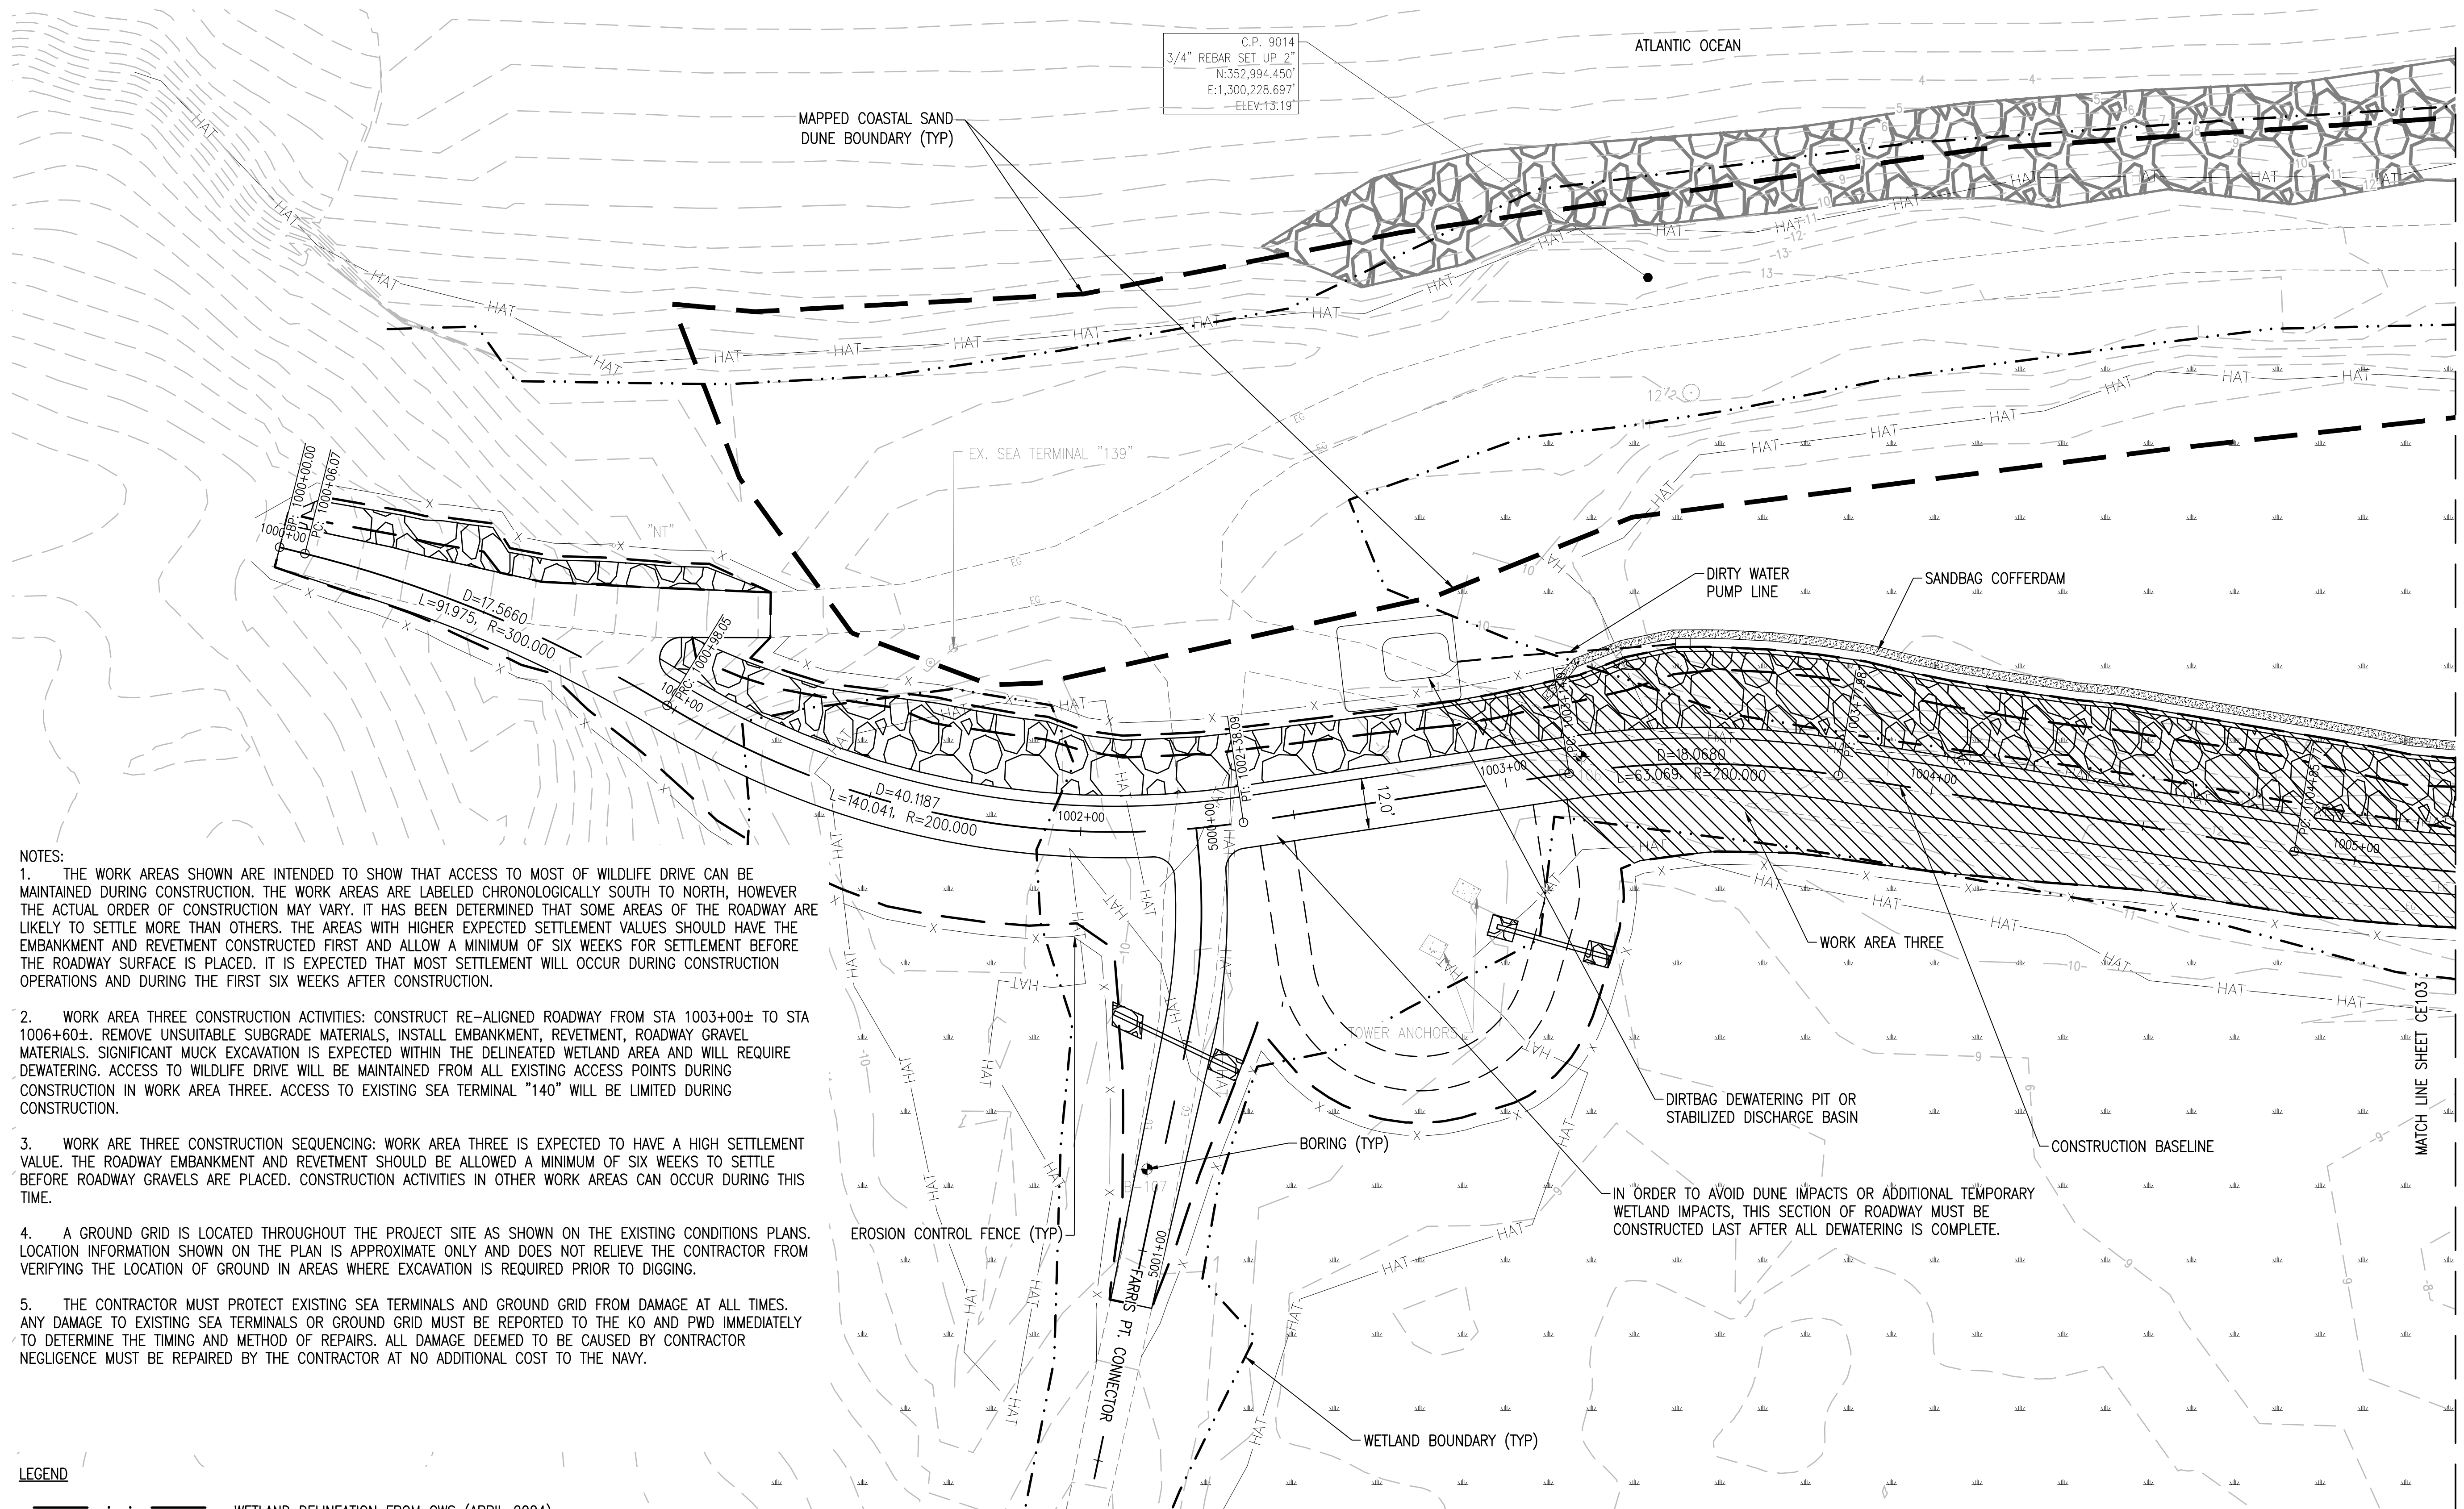 C.P. 9014
3/4" REBAR SET UP 2"
N:352,994.450'
E:1,300,228.697'
ELEV:13.19'
ATLANTIC OCEAN
MAPPED COASTAL SAND
DUNE BOUNDARY (TYP)
EX. SEA TERMINAL "139"
"NT"
BP: 1000+00.00
PC: 1000+06.07
1000+00
D=17.5660
L=91.975, R=300.000
PRC: 1000+98.05
DIRTY WATER
PUMP LINE
SANDBAG COFFERDAM
D=40.1187
L=140.041, R=200.000
1002+00
PT: 1002+38.09
5000+00
12.0'
1003+00
D=18.0680
L=63.069, R=200.000
1004+00
1005+00
WORK AREA THREE
TOWER ANCHORS
DIRTBAG DEWATERING PIT OR
STABILIZED DISCHARGE BASIN
BORING (TYP)
B-107
CONSTRUCTION BASELINE
MATCH LINE SHEET CE103
IN ORDER TO AVOID DUNE IMPACTS OR ADDITIONAL TEMPORARY
WETLAND IMPACTS, THIS SECTION OF ROADWAY MUST BE
CONSTRUCTED LAST AFTER ALL DEWATERING IS COMPLETE.
EROSION CONTROL FENCE (TYP)
5001+00
FARRIS PT. CONNECTOR
WETLAND BOUNDARY (TYP)
NOTES:
1. THE WORK AREAS SHOWN ARE INTENDED TO SHOW THAT ACCESS TO MOST OF WILDLIFE DRIVE CAN BE
MAINTAINED DURING CONSTRUCTION. THE WORK AREAS ARE LABELED CHRONOLOGICALLY SOUTH TO NORTH, HOWEVER
THE ACTUAL ORDER OF CONSTRUCTION MAY VARY. IT HAS BEEN DETERMINED THAT SOME AREAS OF THE ROADWAY ARE
LIKELY TO SETTLE MORE THAN OTHERS. THE AREAS WITH HIGHER EXPECTED SETTLEMENT VALUES SHOULD HAVE THE
EMBANKMENT AND REVETMENT CONSTRUCTED FIRST AND ALLOW A MINIMUM OF SIX WEEKS FOR SETTLEMENT BEFORE
THE ROADWAY SURFACE IS PLACED. IT IS EXPECTED THAT MOST SETTLEMENT WILL OCCUR DURING CONSTRUCTION
OPERATIONS AND DURING THE FIRST SIX WEEKS AFTER CONSTRUCTION.
2. WORK AREA THREE CONSTRUCTION ACTIVITIES: CONSTRUCT RE-ALIGNED ROADWAY FROM STA 1003+00± TO STA
1006+60±. REMOVE UNSUITABLE SUBGRADE MATERIALS, INSTALL EMBANKMENT, REVETMENT, ROADWAY GRAVEL
MATERIALS. SIGNIFICANT MUCK EXCAVATION IS EXPECTED WITHIN THE DELINEATED WETLAND AREA AND WILL REQUIRE
DEWATERING. ACCESS TO WILDLIFE DRIVE WILL BE MAINTAINED FROM ALL EXISTING ACCESS POINTS DURING
CONSTRUCTION IN WORK AREA THREE. ACCESS TO EXISTING SEA TERMINAL "140" WILL BE LIMITED DURING
CONSTRUCTION.
3. WORK ARE THREE CONSTRUCTION SEQUENCING: WORK AREA THREE IS EXPECTED TO HAVE A HIGH SETTLEMENT
VALUE. THE ROADWAY EMBANKMENT AND REVETMENT SHOULD BE ALLOWED A MINIMUM OF SIX WEEKS TO SETTLE
BEFORE ROADWAY GRAVELS ARE PLACED. CONSTRUCTION ACTIVITIES IN OTHER WORK AREAS CAN OCCUR DURING THIS
TIME.
4. A GROUND GRID IS LOCATED THROUGHOUT THE PROJECT SITE AS SHOWN ON THE EXISTING CONDITIONS PLANS.
LOCATION INFORMATION SHOWN ON THE PLAN IS APPROXIMATE ONLY AND DOES NOT RELIEVE THE CONTRACTOR FROM
VERIFYING THE LOCATION OF GROUND IN AREAS WHERE EXCAVATION IS REQUIRED PRIOR TO DIGGING.
5. THE CONTRACTOR MUST PROTECT EXISTING SEA TERMINALS AND GROUND GRID FROM DAMAGE AT ALL TIMES.
ANY DAMAGE TO EXISTING SEA TERMINALS OR GROUND GRID MUST BE REPORTED TO THE KO AND PWD IMMEDIATELY
TO DETERMINE THE TIMING AND METHOD OF REPAIRS. ALL DAMAGE DEEMED TO BE CAUSED BY CONTRACTOR
NEGLIGENCE MUST BE REPAIRED BY THE CONTRACTOR AT NO ADDITIONAL COST TO THE NAVY.
LEGEND
WETLAND DELINEATION FROM OWS (APRIL 2024)